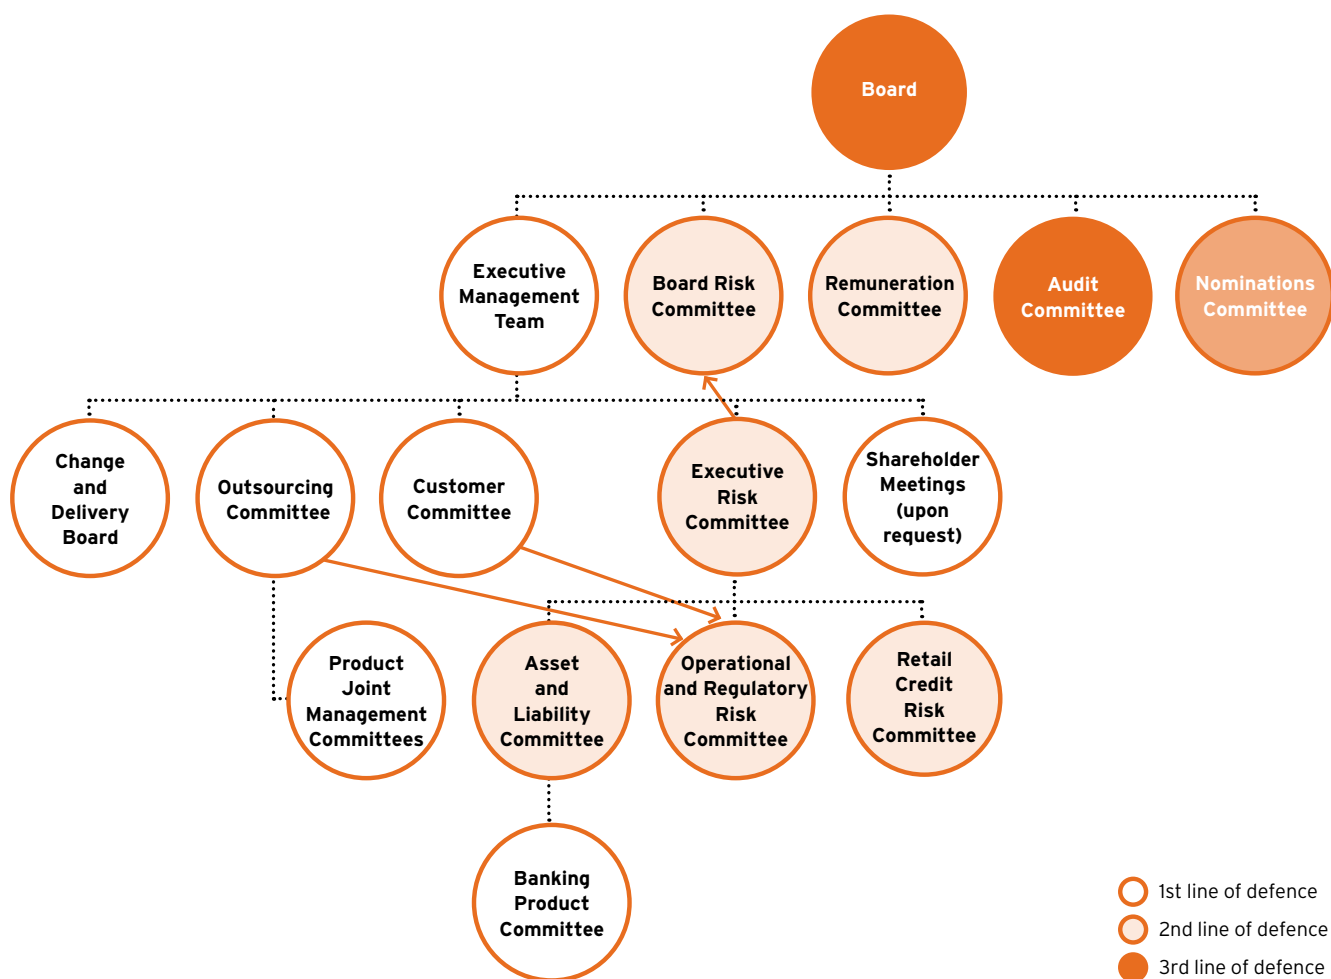 Board
Executive
Management
Team
Board Risk
Committee
Remuneration
Committee
Audit
Committee
Nominations
Committee
Change
and
Delivery
Board
Outsourcing
Committee
Customer
Committee
Executive
Risk
Committee
Shareholder
Meetings
(upon
request)
Product
Joint
Management
Committees
Asset
and
Liability
Committee
Operational
and Regulatory
Risk
Committee
Retail
Credit
Risk
Committee
Banking
Product
Committee
1st line of defence
2nd line of defence
3rd line of defence